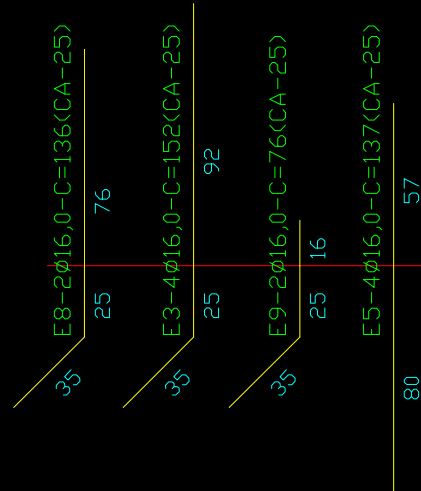 E8-2Ø16,0-C=136(CA-25)
76
25
35
E3-4Ø16,0-C=152(CA-25)
92
25
35
E9-2Ø16,0-C=76(CA-25)
16
25
35
E5-4Ø16,0-C=137(CA-25)
57
80